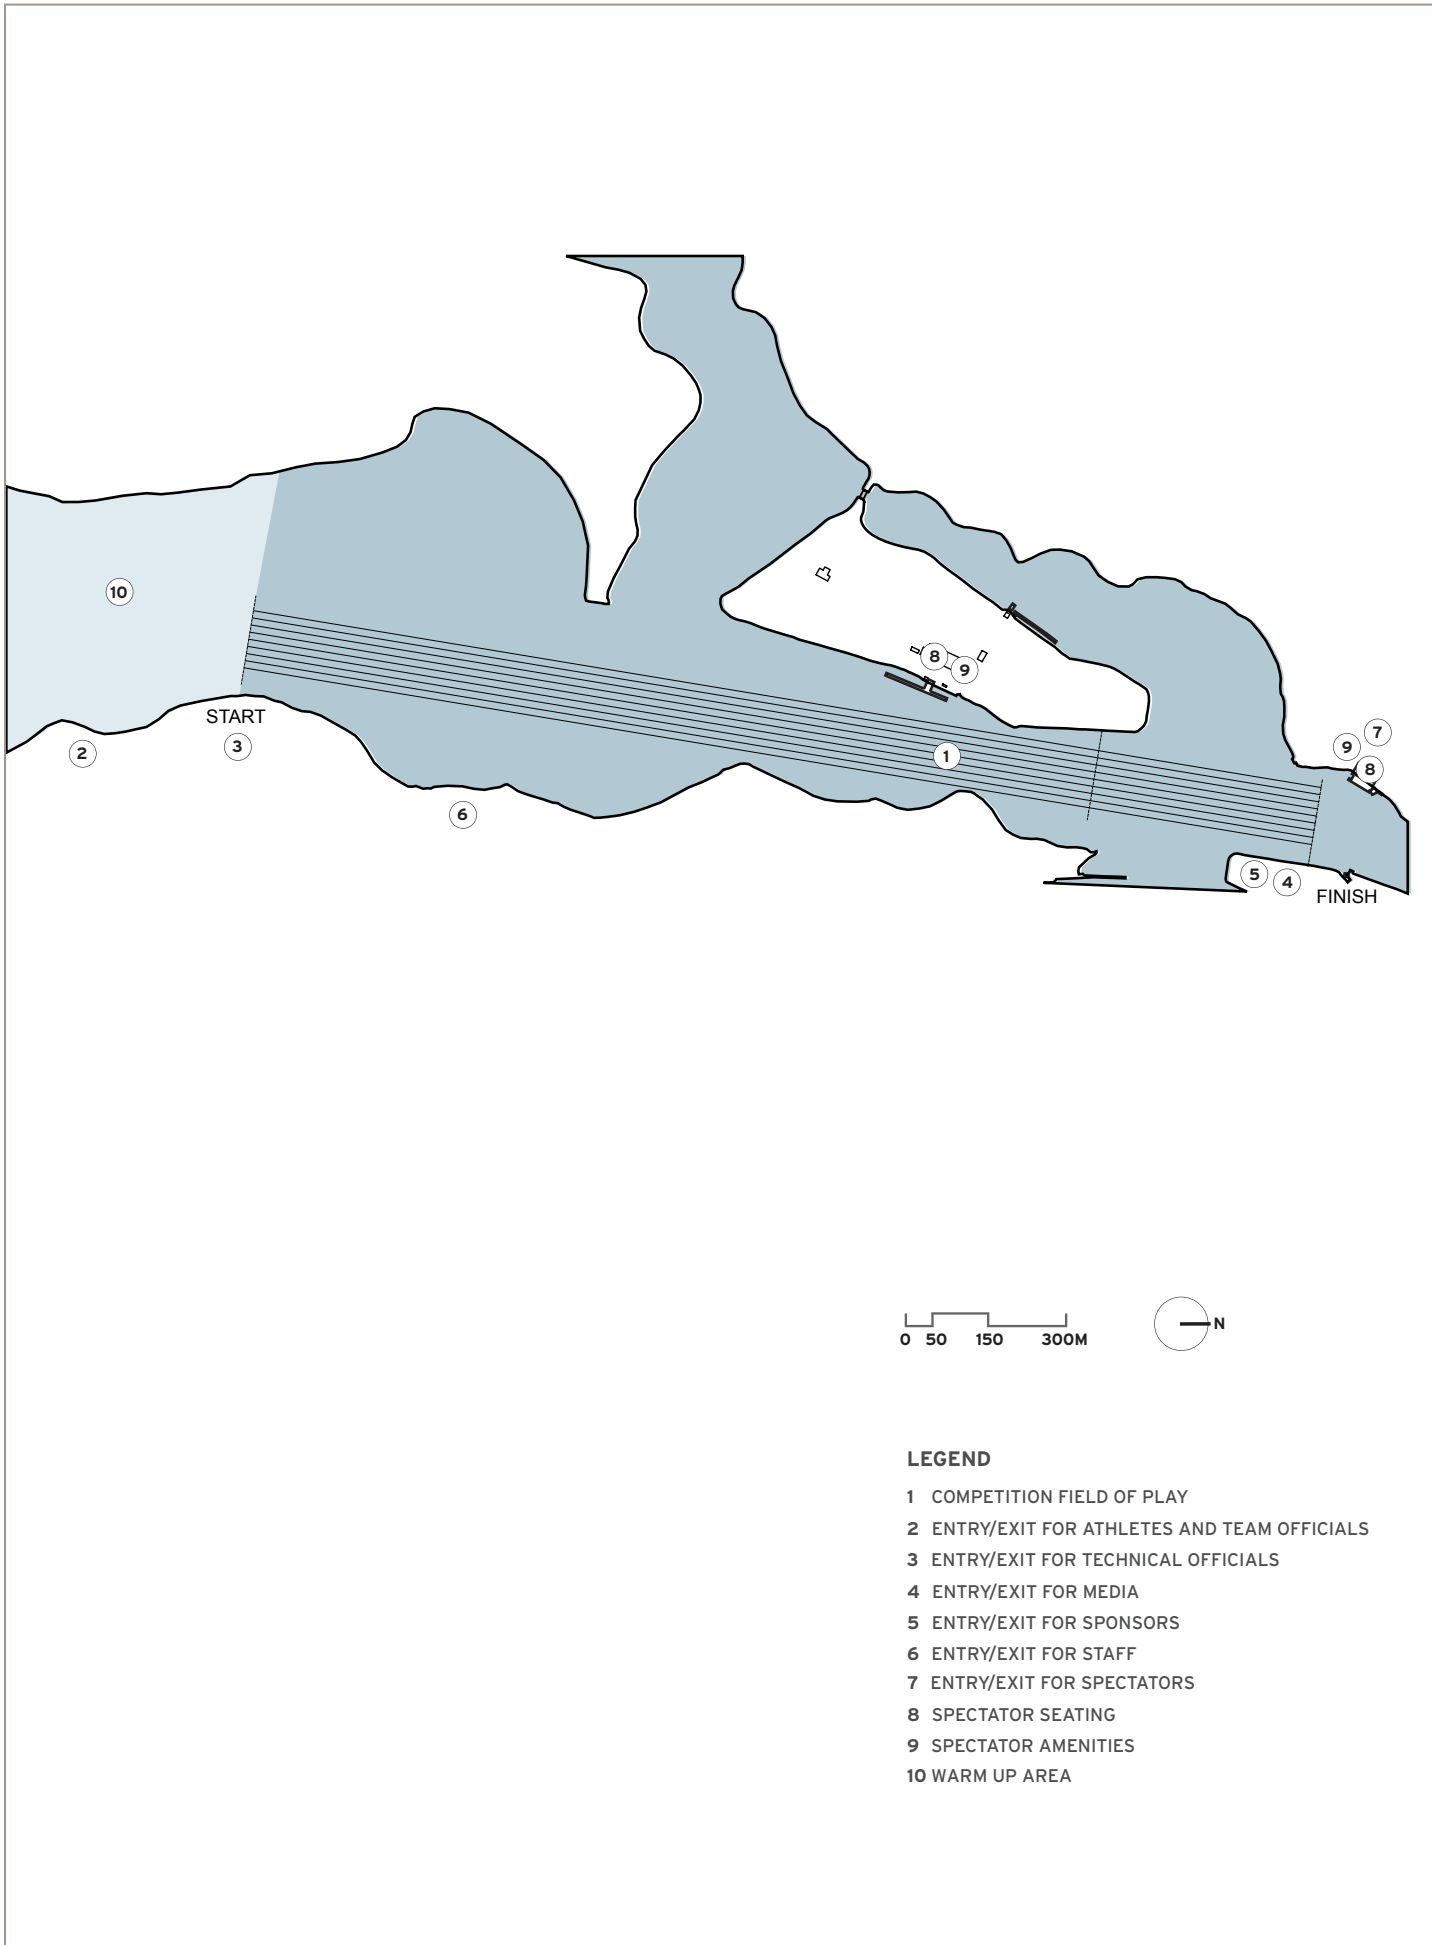 10
8
9
START
2
3
1
9
7
8
6
5
4
FINISH
0 50 150 300M
N
LEGEND
1 COMPETITION FIELD OF PLAY
2 ENTRY/EXIT FOR ATHLETES AND TEAM OFFICIALS
3 ENTRY/EXIT FOR TECHNICAL OFFICIALS
4 ENTRY/EXIT FOR MEDIA
5 ENTRY/EXIT FOR SPONSORS
6 ENTRY/EXIT FOR STAFF
7 ENTRY/EXIT FOR SPECTATORS
8 SPECTATOR SEATING
9 SPECTATOR AMENITIES
10 WARM UP AREA